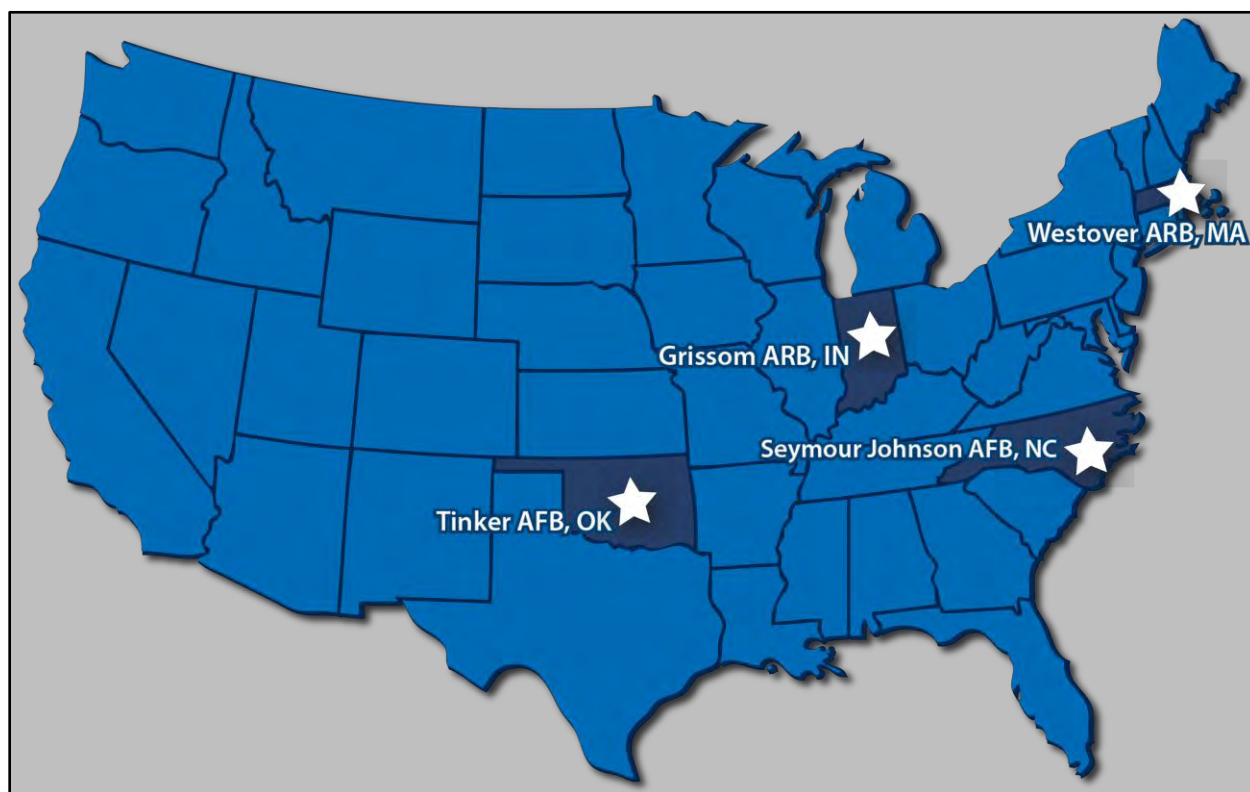 Westover ARB, MA
Grissom ARB, IN
Seymour Johnson AFB, NC
Tinker AFB, OK